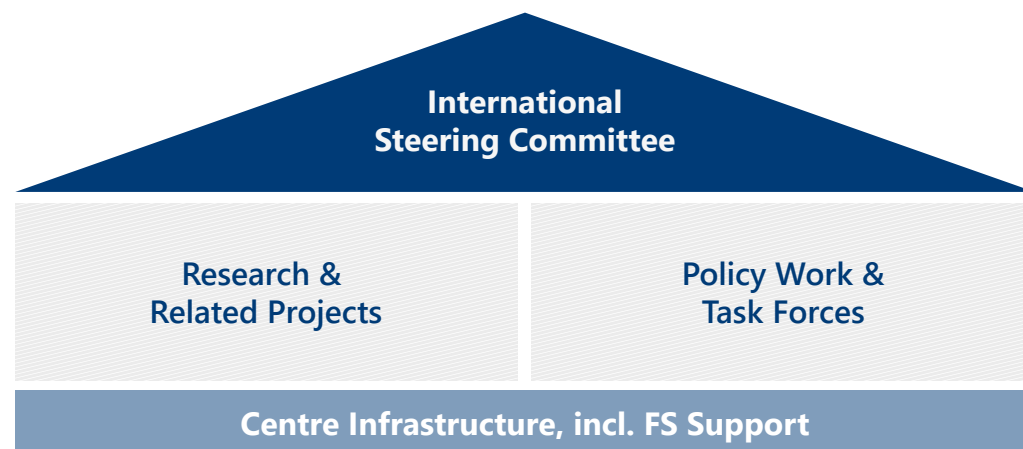 International
Steering Committee
Research &
Related Projects
Policy Work &
Task Forces
Centre Infrastructure, incl. FS Support